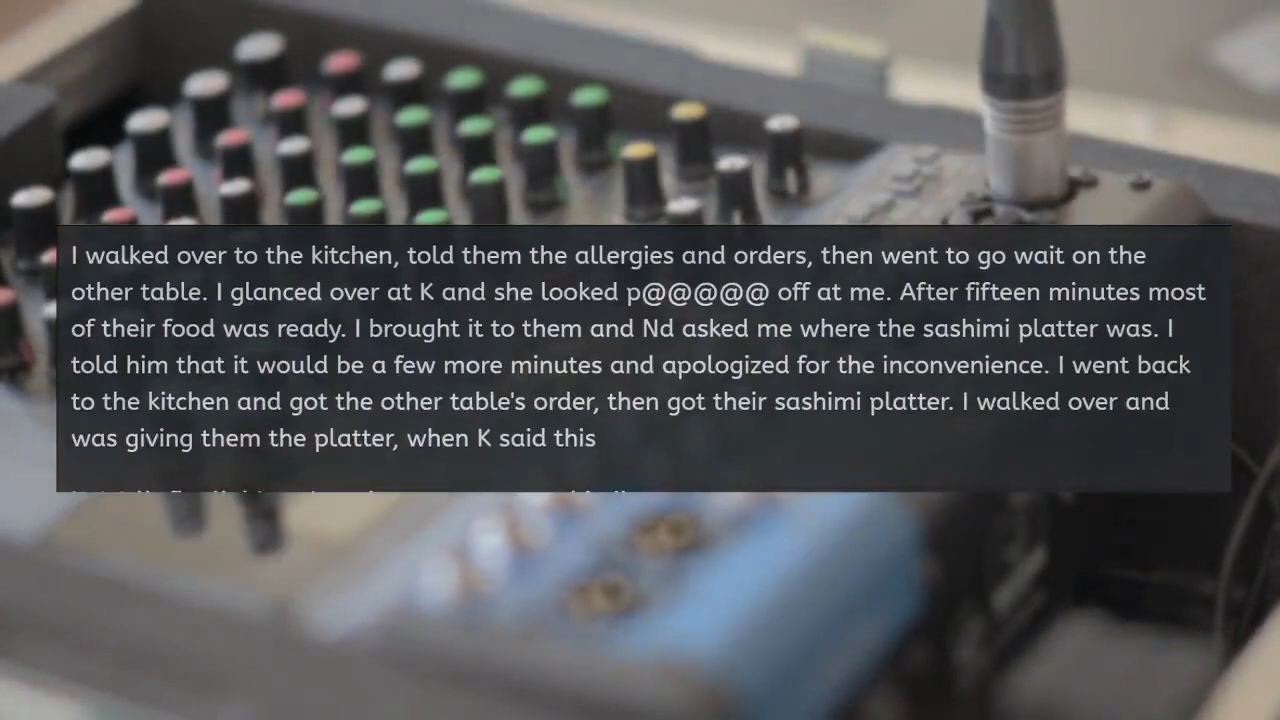 I walked over to the kitchen, told them the allergies and orders, then went to go wait on the
other table. I glanced over at K and she looked p@@@@@ off at me. After fifteen minutes most
of their food was ready. I brought it to them and Nd asked me where the sashimi platter was. I
told him that it would be a few more minutes and apologized for the inconvenience. I went back
to the kitchen and got the other table's order, then got their sashimi platter. I walked over and
was giving them the platter, when K said this